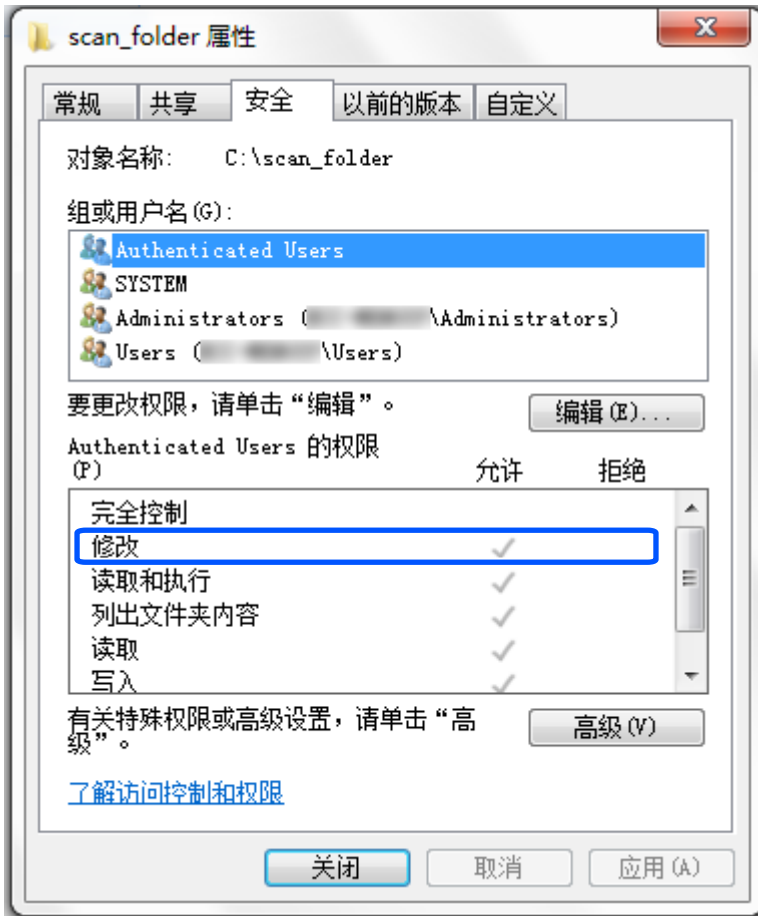 scan_folder 属性
常规 共享 安全 以前的版本 自定义
对象名称: C:\scan_folder
组或用户名(G):
Authenticated Users
SYSTEM
Administrators ( \Administrators)
Users ( \Users)
要更改权限，请单击“编辑”。
编辑(E)...
Authenticated Users 的权限
(P) 允许 拒绝
完全控制
修改
读取和执行
列出文件夹内容
读取
写入
有关特殊权限或高级设置，请单击“高
级”。
高级(V)
了解访问控制和权限
关闭 取消 应用(A)